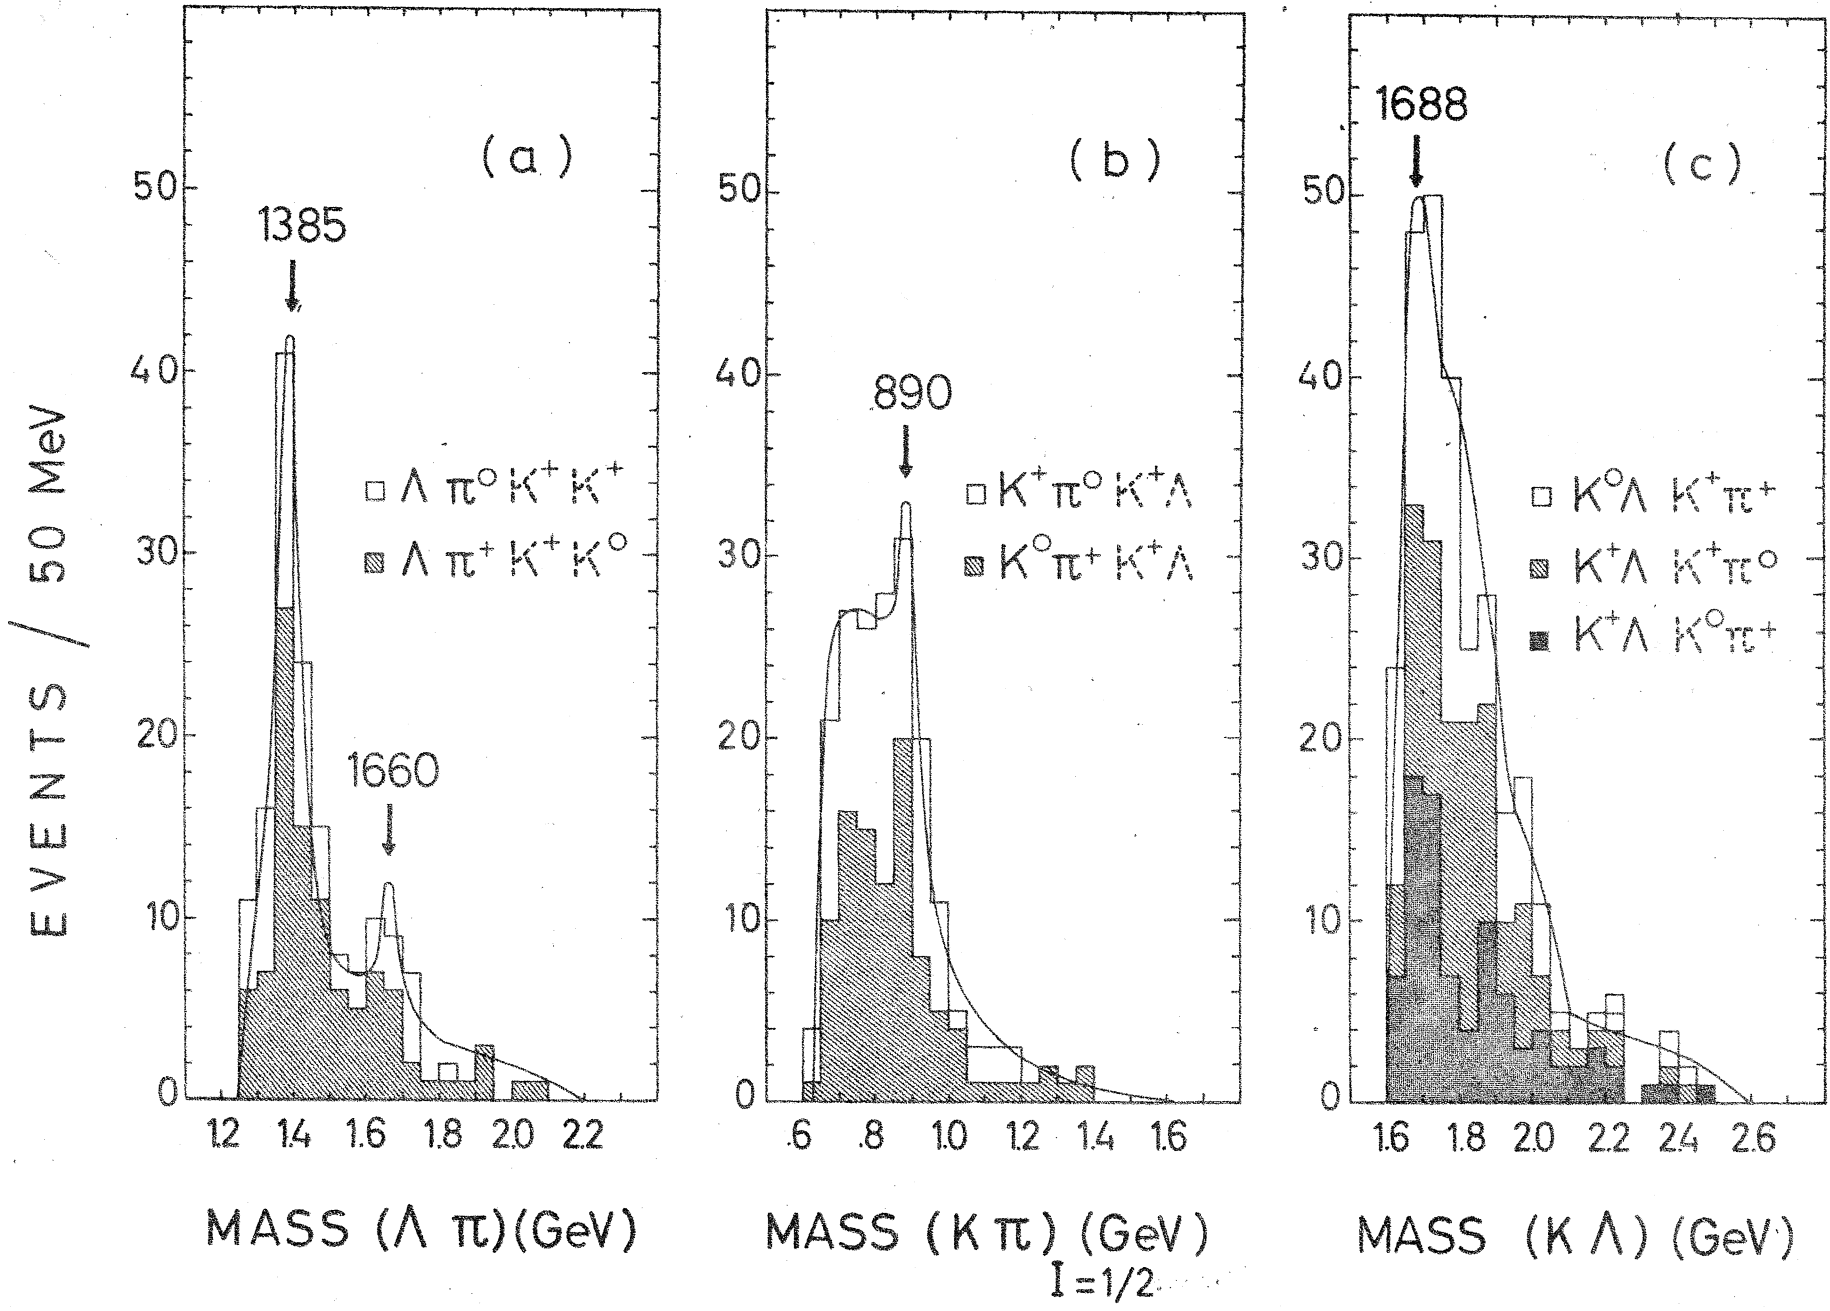 EVENTS / 50 MeV
(a)
50
40
30
20
10
0
1385
1660
□ Λ π⁰ K⁺ K⁺
▨ Λ π⁺ K⁺ K⁰
1.2 1.4 1.6 1.8 2.0 2.2
MASS (Λ π) (GeV)
(b)
50
40
30
20
10
0
890
□ K⁺ π⁰ K⁺ Λ
▨ K⁰ π⁺ K⁺ Λ
.6 .8 1.0 1.2 1.4 1.6
MASS (K π) (GeV)
I = 1/2
(c)
50
40
30
20
10
0
1688
□ K⁰ Λ K⁺ π⁺
▨ K⁺ Λ K⁺ π⁰
■ K⁺ Λ K⁰ π⁺
1.6 1.8 2.0 2.2 2.4 2.6
MASS (K Λ) (GeV)